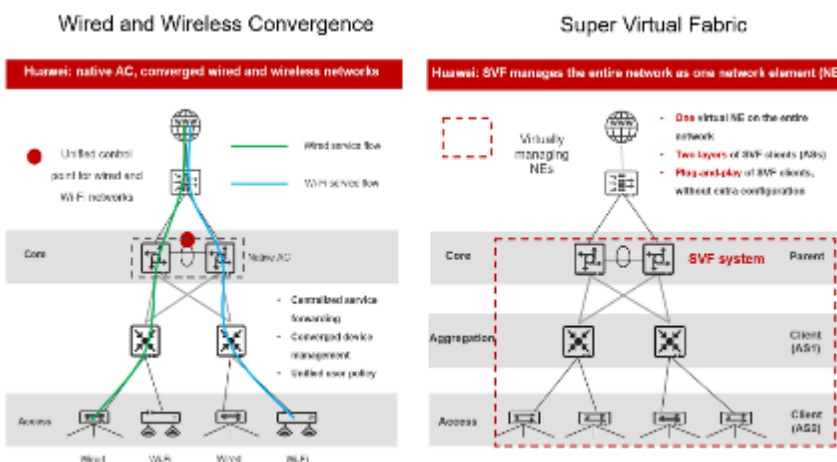 Wired and Wireless Convergence
Huawei: native AC, converged wired and wireless networks
WWW
Unified control
point for wired and
Wi-Fi networks
Wired service flow
Wi-Fi service flow
Core
Native AC
- Centralized service
forwarding
- Converged device
management
- Unified user policy
Access
Wired
Wi-Fi
Wired
Wi-Fi
Super Virtual Fabric
Huawei: SVF manages the entire network as one network element (NE
Virtually
managing
NEs
WWW
- One virtual NE on the entire
network
- Two layers of SVF clients (ASs)
- Plug-and-play of SVF clients,
without extra configuration
Core
SVF system
Parent
Aggregation
Client
(AS1)
Access
Client
(AS2)